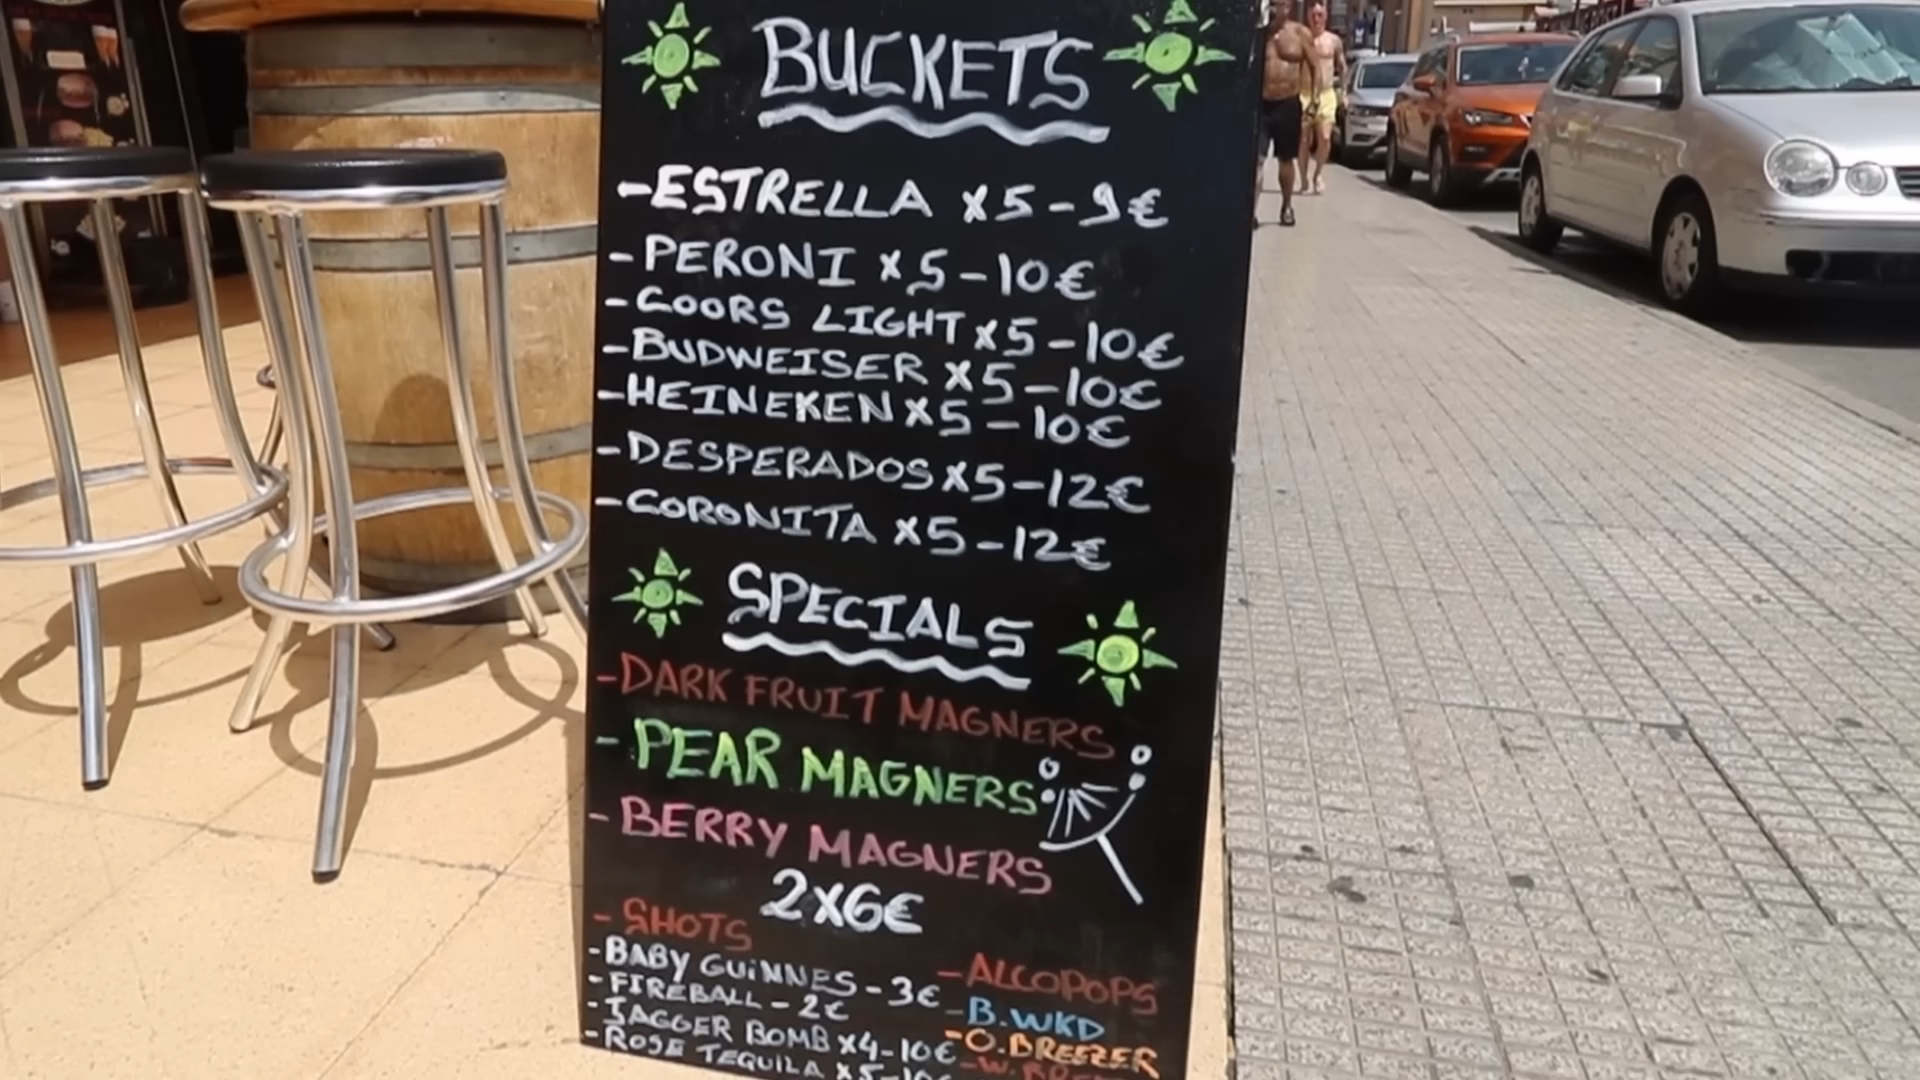 BUCKETS
-ESTRELLA X5-9€
-PERONI X5-10€
-COORS LIGHT X5-10€
-BUDWEISER X5-10€
-HEINEKEN X5-10€
-DESPERADOS X5-12€
-CORONITA X5-12€
SPECIALS
-DARK FRUIT MAGNERS
-PEAR MAGNERS
-BERRY MAGNERS
2X6€
-SHOTS
-BABY GUINNES-3€
-FIREBALL-2€
-JAGGER BOMB X4-10€
-ROSE TEQUILA X5-10€
-ALCOPOPS
-B.WKD
-O.BREEZER